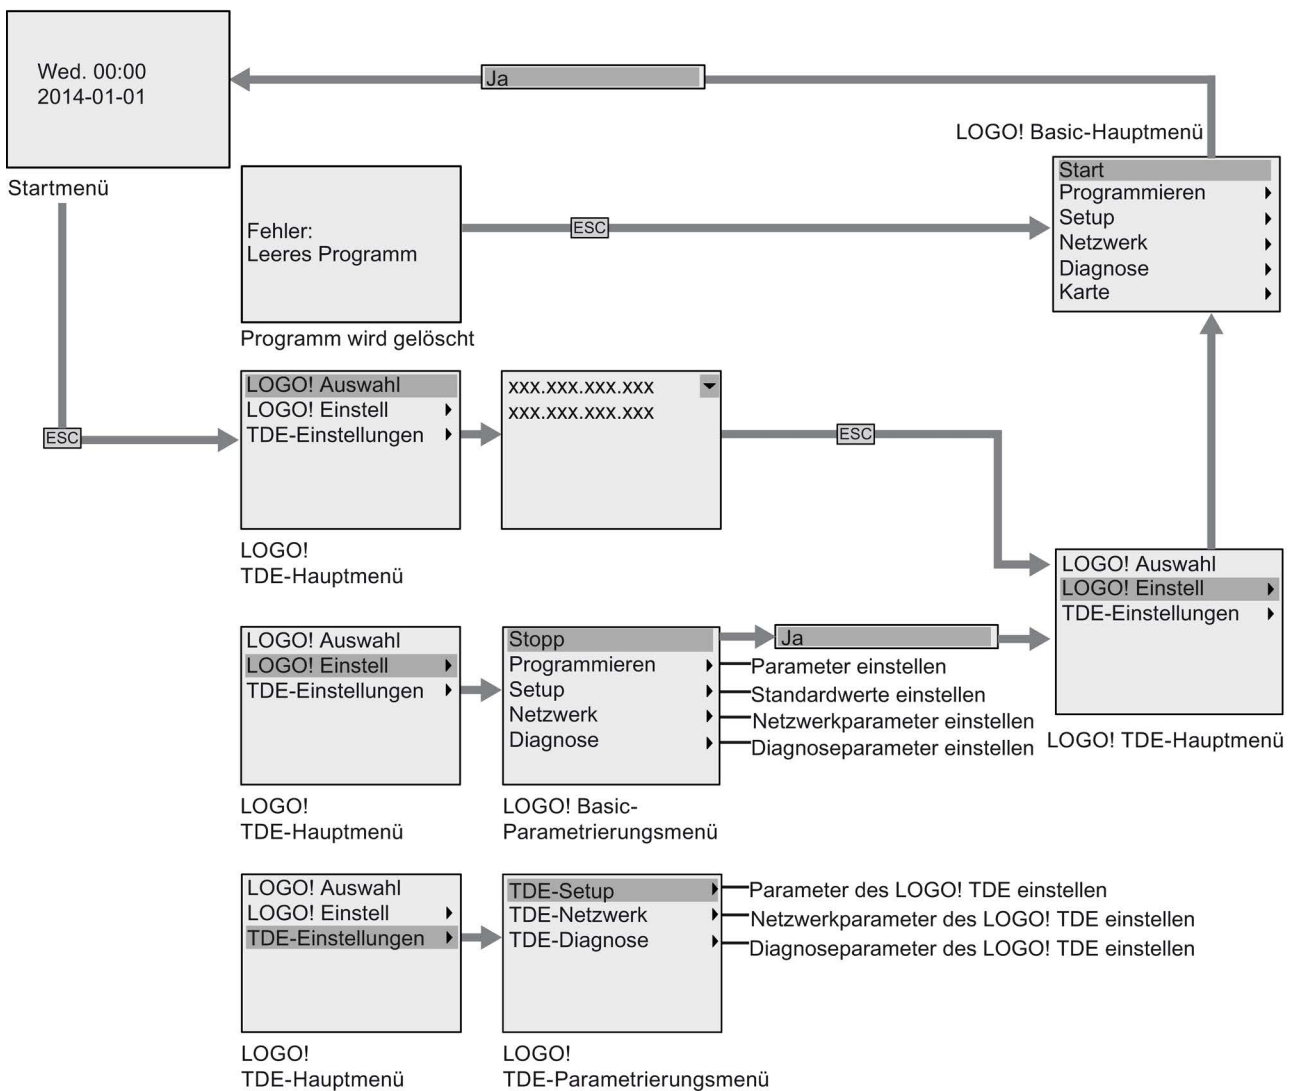 Wed. 00:00
2014-01-01
Startmenü
Ja
LOGO! Basic-Hauptmenü
Start
Programmieren
Setup
Netzwerk
Diagnose
Karte
Fehler:
Leeres Programm
ESC
Programm wird gelöscht
ESC
LOGO! Auswahl
LOGO! Einstell
TDE-Einstellungen
LOGO!
TDE-Hauptmenü
xxx.xxx.xxx.xxx
xxx.xxx.xxx.xxx
ESC
LOGO! Auswahl
LOGO! Einstell
TDE-Einstellungen
LOGO! TDE-Hauptmenü
LOGO! Auswahl
LOGO! Einstell
TDE-Einstellungen
LOGO!
TDE-Hauptmenü
Stopp
Programmieren
Setup
Netzwerk
Diagnose
LOGO! Basic-
Parametrierungsmenü
Ja
Parameter einstellen
Standardwerte einstellen
Netzwerkparameter einstellen
Diagnoseparameter einstellen
LOGO! Auswahl
LOGO! Einstell
TDE-Einstellungen
LOGO!
TDE-Hauptmenü
TDE-Setup
TDE-Netzwerk
TDE-Diagnose
LOGO!
TDE-Parametrierungsmenü
Parameter des LOGO! TDE einstellen
Netzwerkparameter des LOGO! TDE einstellen
Diagnoseparameter des LOGO! TDE einstellen